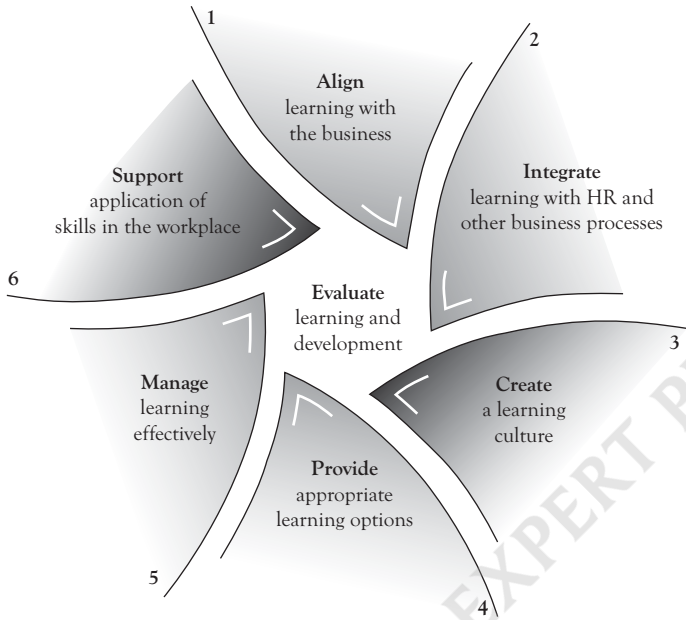 1
Align
learning with
the business
2
Integrate
learning with HR and
other business processes
3
Create
a learning
culture
4
Provide
appropriate
learning options
5
Manage
learning
effectively
6
Support
application of
skills in the workplace
Evaluate
learning and
development
EXPERT